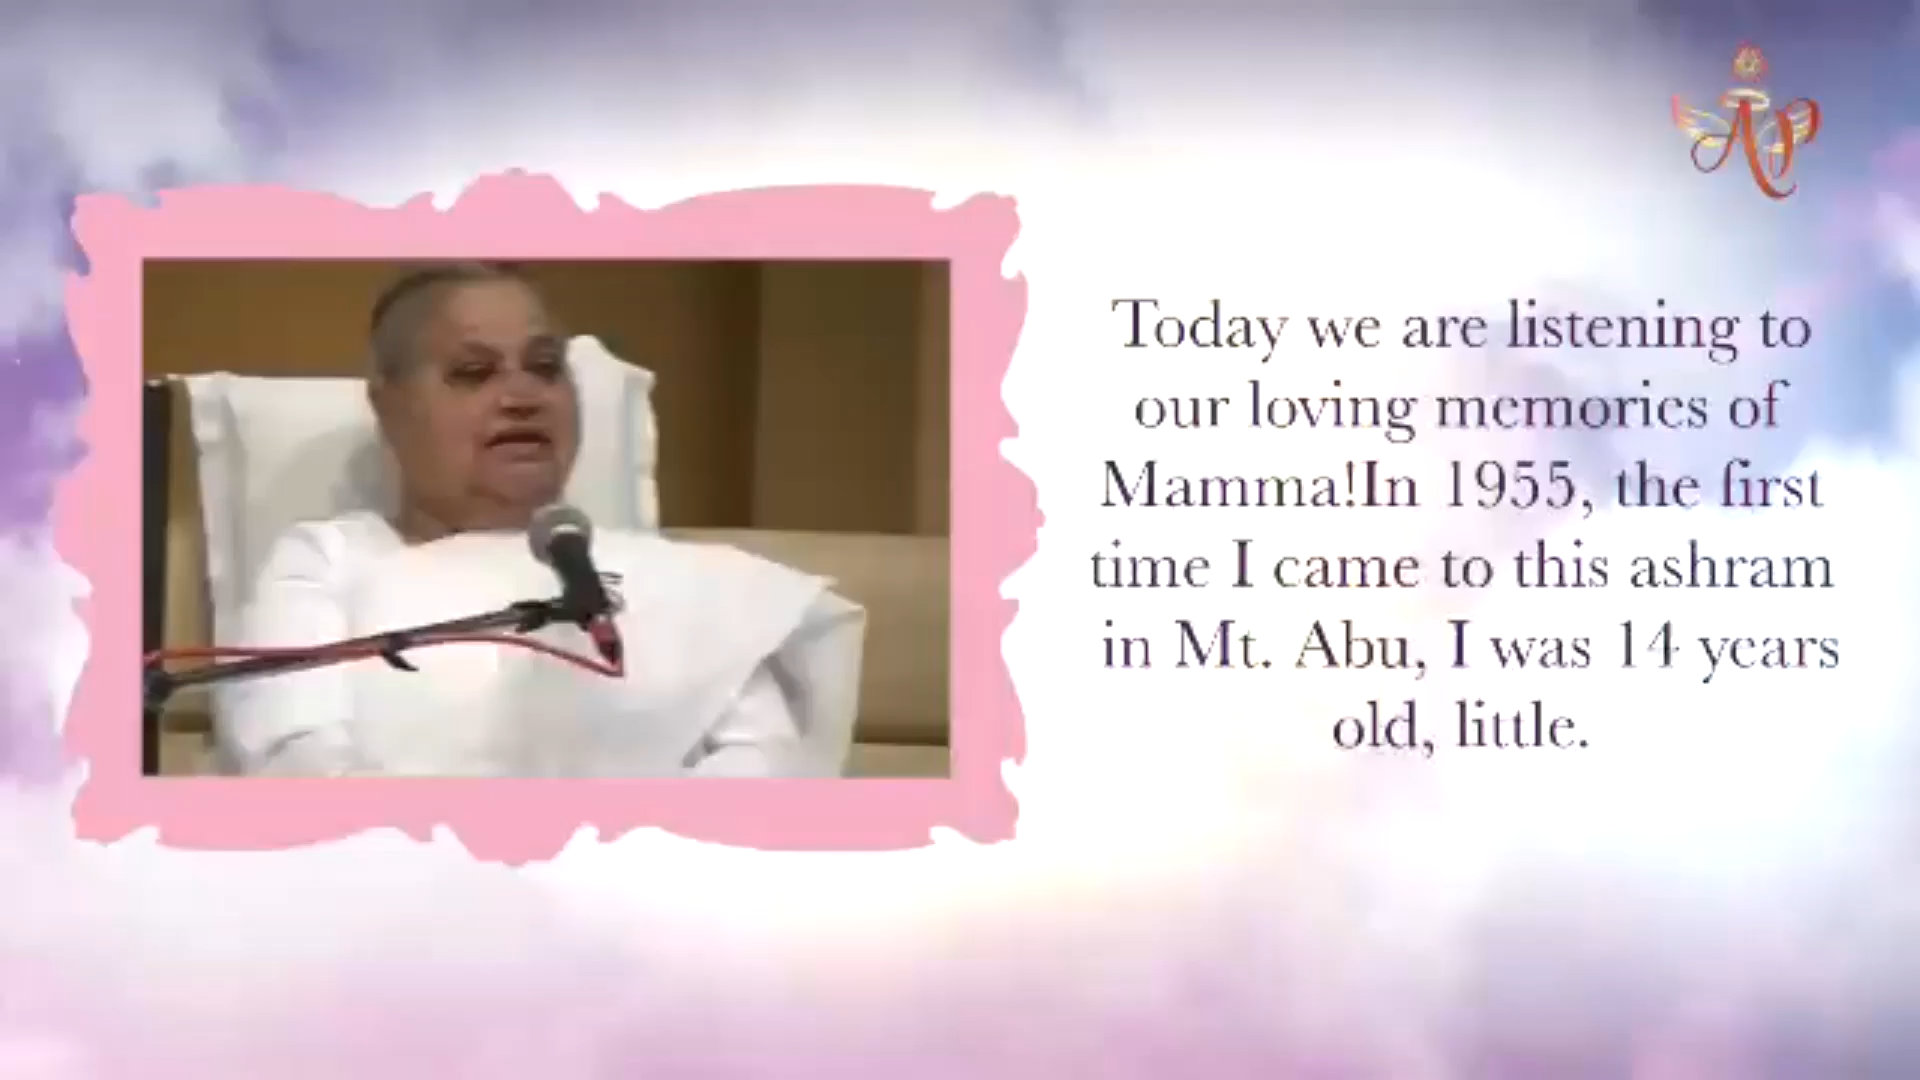 AP
Today we are listening to
our loving memories of
Mamma!In 1955, the first
time I came to this ashram
in Mt. Abu, I was 14 years
old, little.